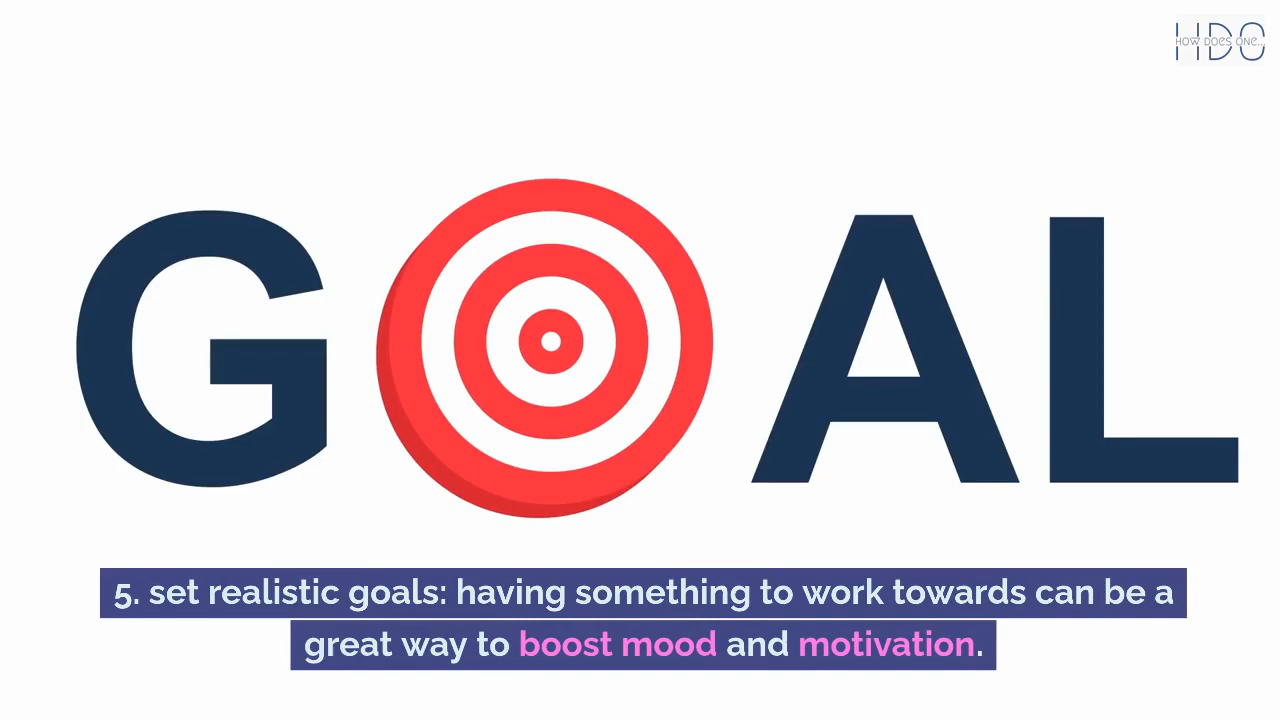 HDO
HOW DOES ONE...
GOAL
5. set realistic goals: having something to work towards can be a
great way to boost mood and motivation.